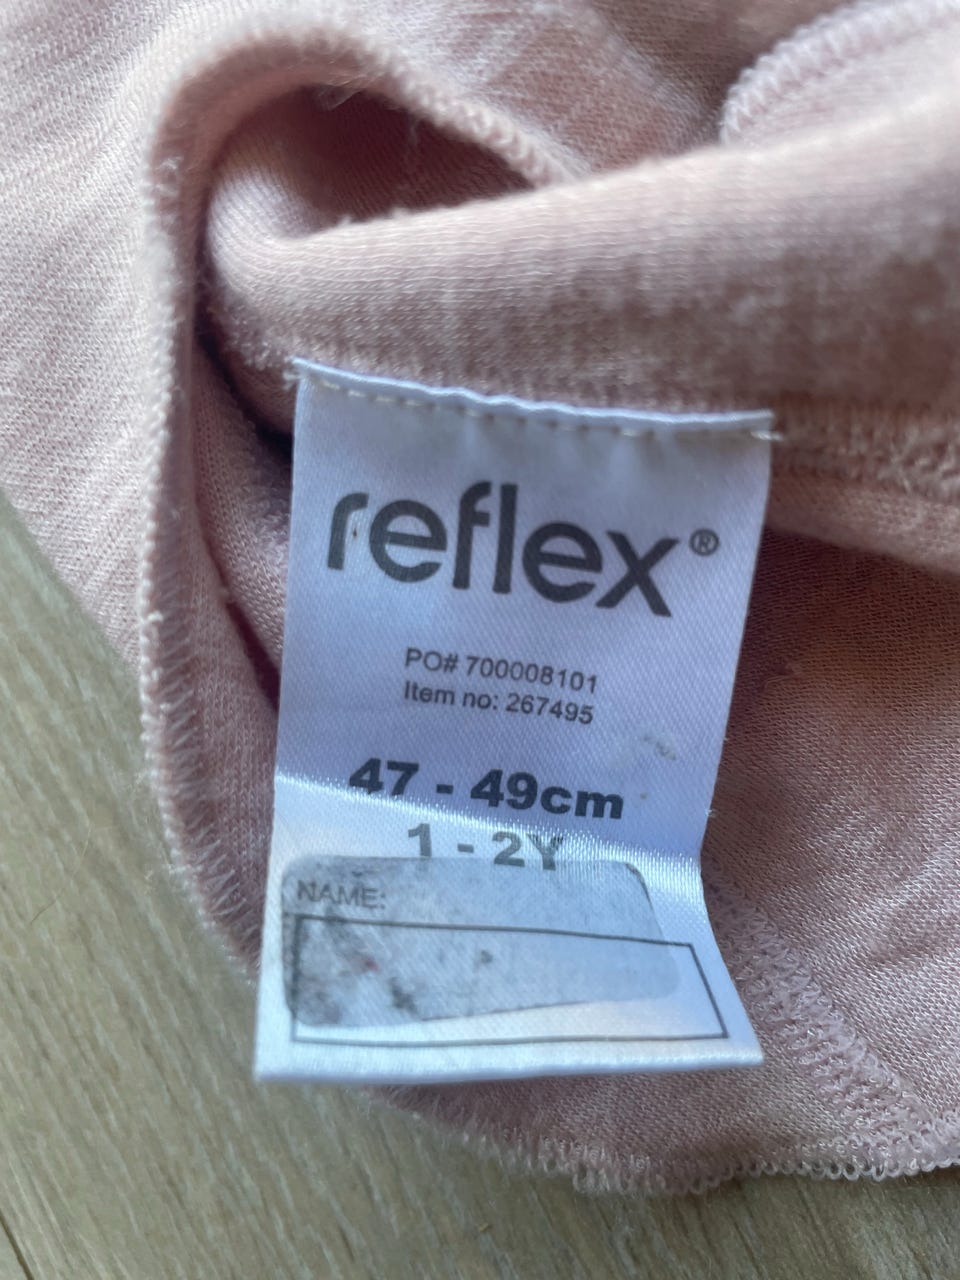 reflex®
PO# 700008101
Item no: 267495
47 - 49cm
1 - 2Y
NAME: